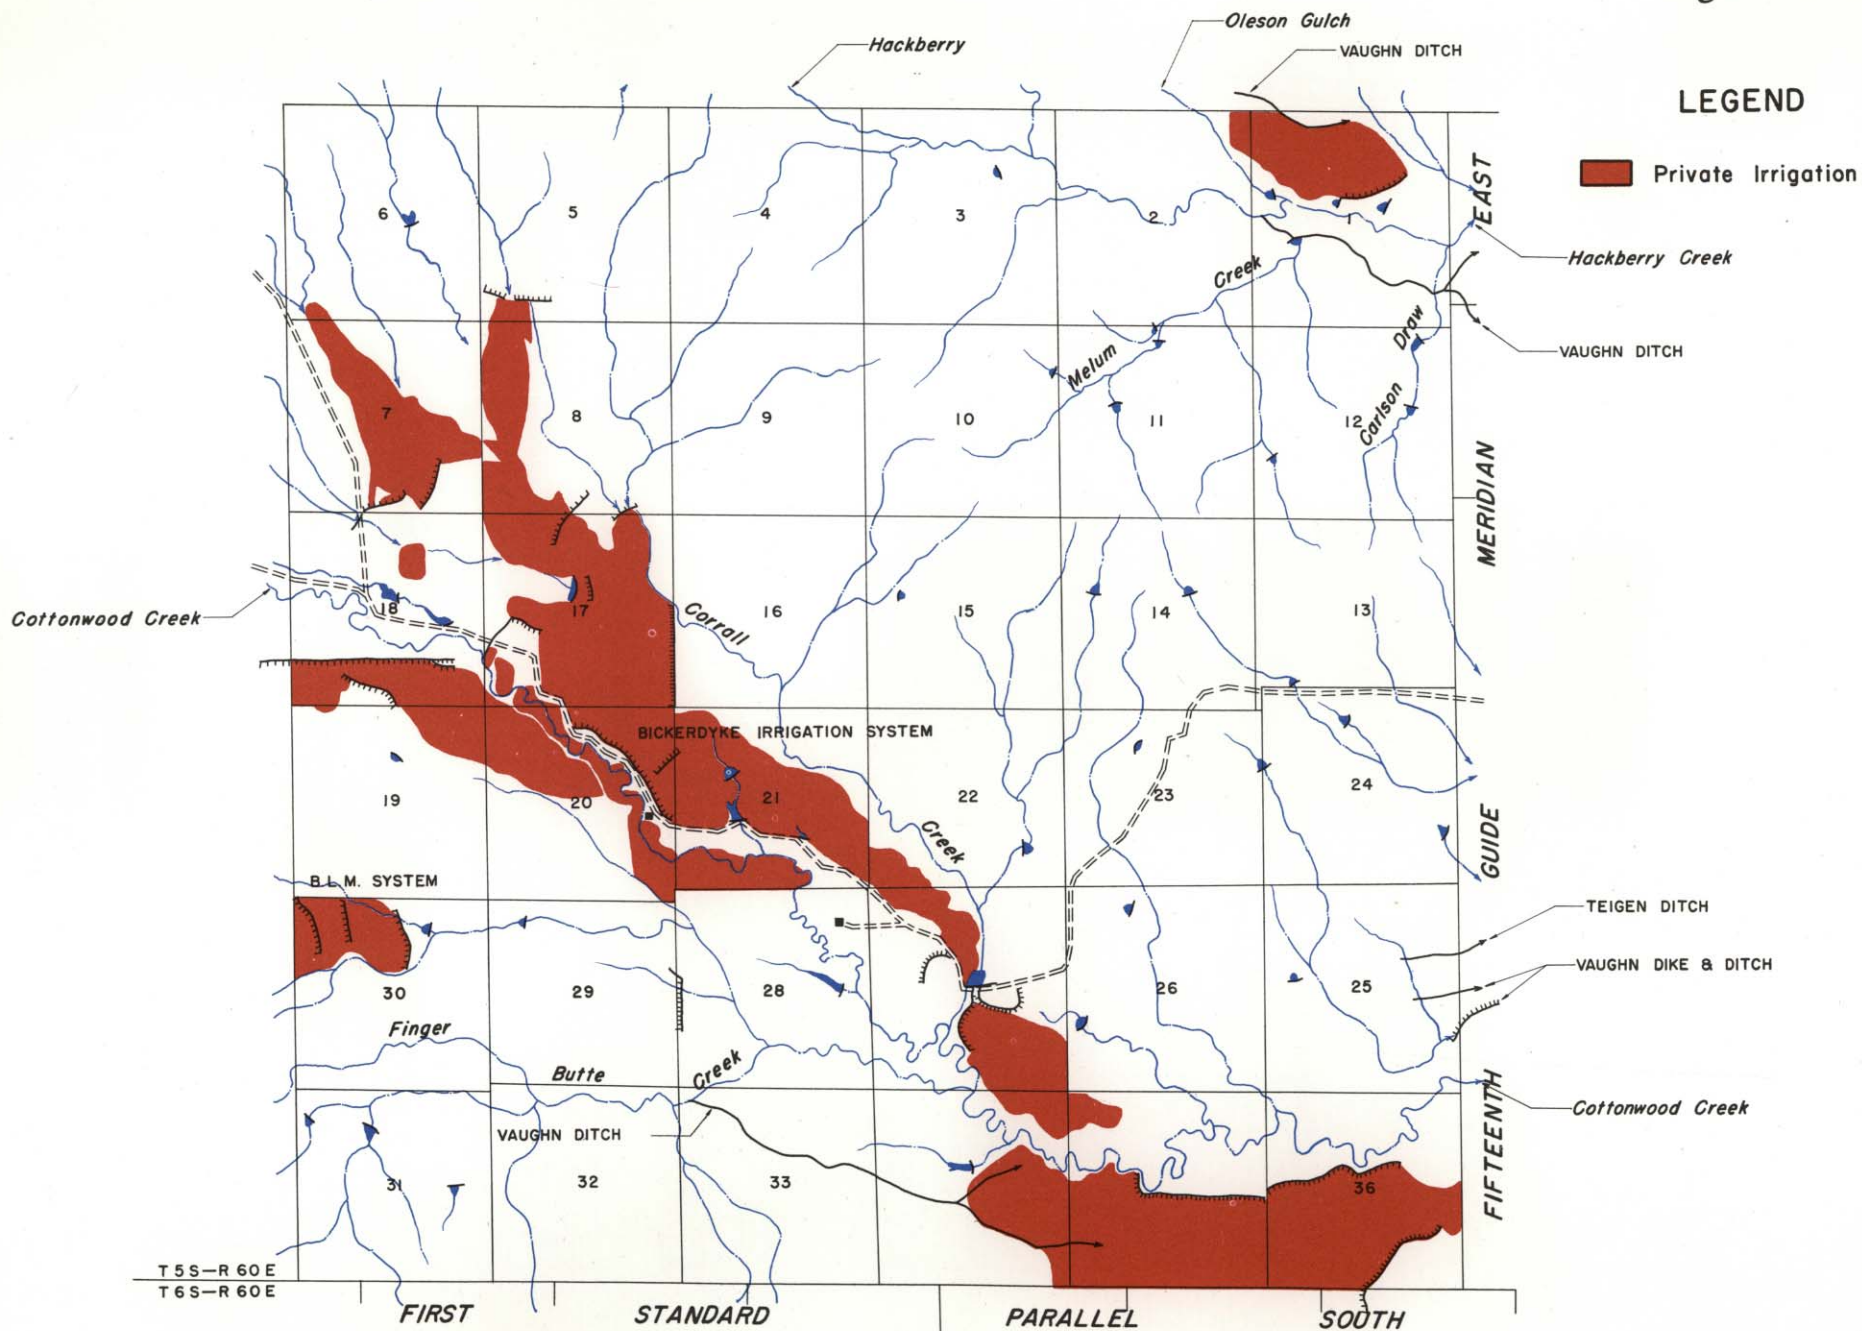 Oleson Gulch
Hackberry
VAUGHN DITCH
LEGEND
Private Irrigation
EAST
6
5
4
3
2
1
Hackberry Creek
Creek
Melum
Draw
Carlson
VAUGHN DITCH
7
8
9
10
11
12
MERIDIAN
Cottonwood Creek
18
17
16
15
14
13
Corrall
BICKERDYKE IRRIGATION SYSTEM
19
20
21
22
23
24
Creek
GUIDE
B.L.M. SYSTEM
TEIGEN DITCH
VAUGHN DIKE & DITCH
30
29
28
26
25
Finger
Butte
Creek
FIFTEENTH
Cottonwood Creek
VAUGHN DITCH
31
32
33
36
T 5 S–R 60 E
T 6 S–R 60 E
FIRST STANDARD PARALLEL SOUTH